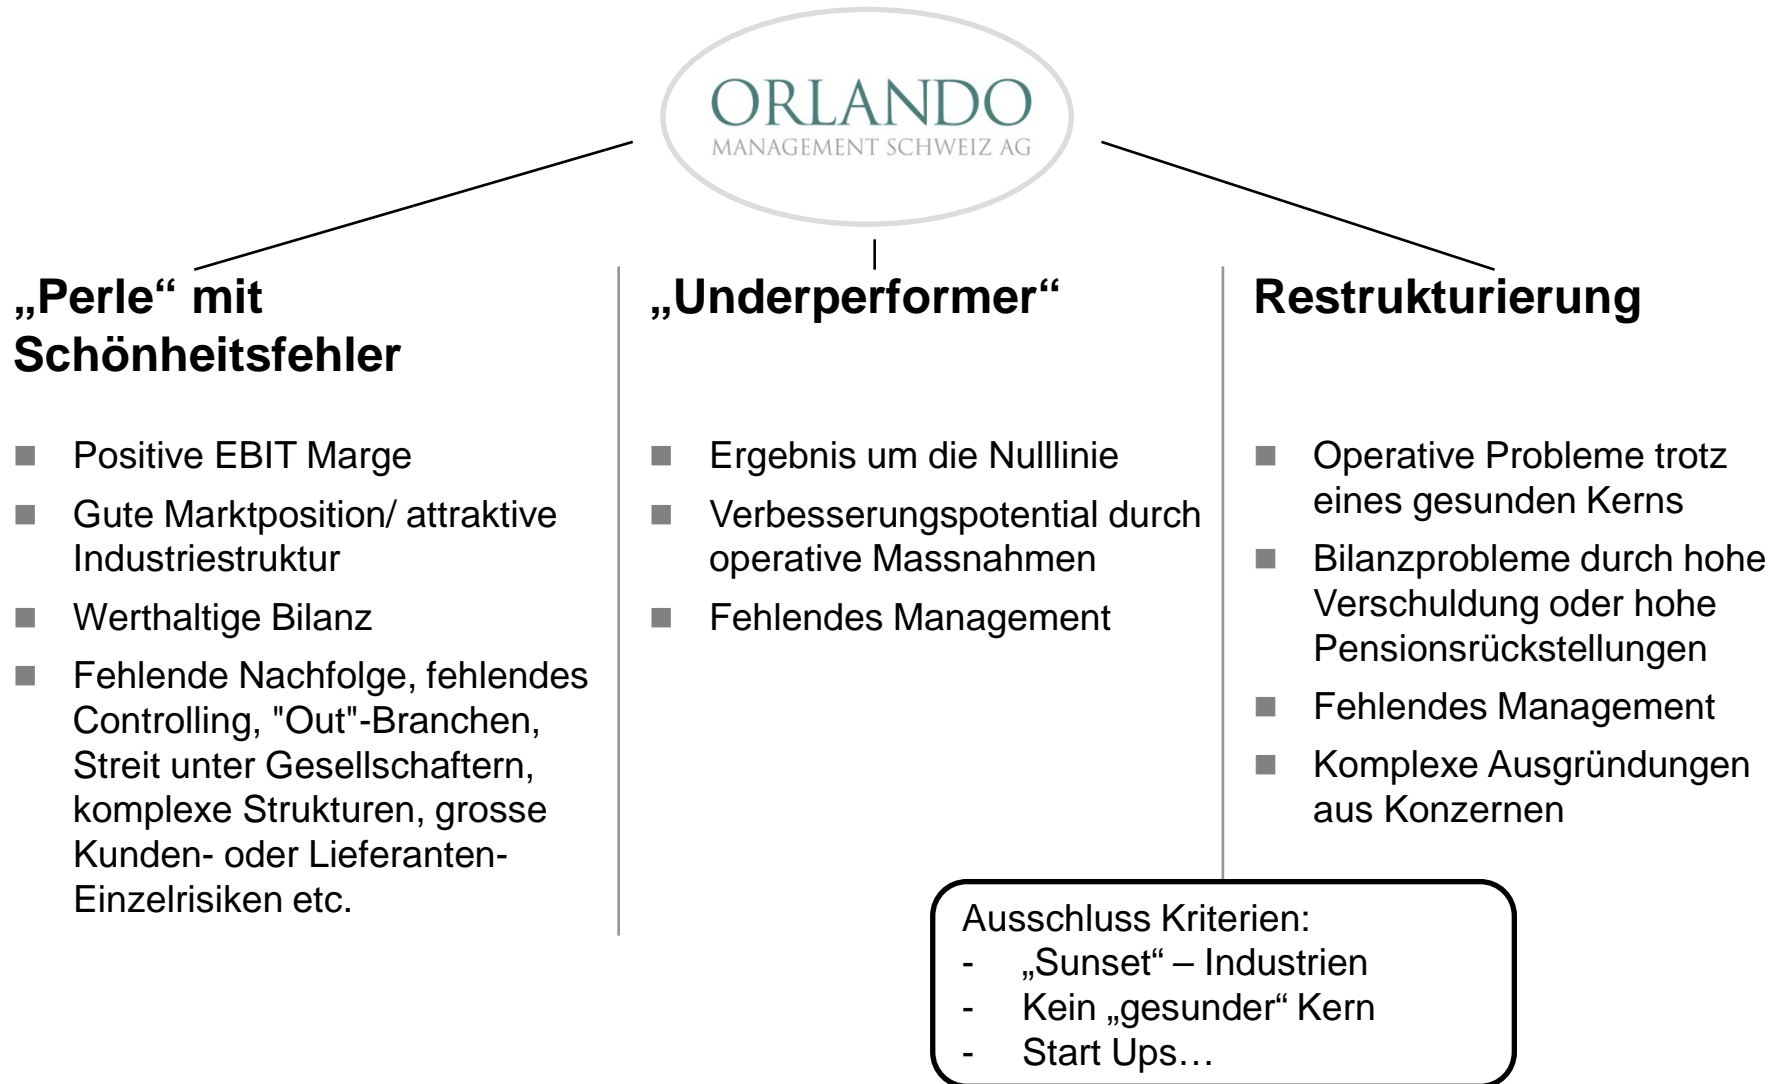 ORLANDO
MANAGEMENT SCHWEIZ AG
„Perle“ mit
Schönheitsfehler
Positive EBIT Marge
Gute Marktposition/ attraktive
Industriestruktur
Werthaltige Bilanz
Fehlende Nachfolge, fehlendes
Controlling, "Out"-Branchen,
Streit unter Gesellschaftern,
komplexe Strukturen, grosse
Kunden- oder Lieferanten-
Einzelrisiken etc.
„Underperformer“
Ergebnis um die Nulllinie
Verbesserungspotential durch
operative Massnahmen
Fehlendes Management
Restrukturierung
Operative Probleme trotz
eines gesunden Kerns
Bilanzprobleme durch hohe
Verschuldung oder hohe
Pensionsrückstellungen
Fehlendes Management
Komplexe Ausgründungen
aus Konzernen
Ausschluss Kriterien:
- „Sunset“ – Industrien
- Kein „gesunder“ Kern
- Start Ups…